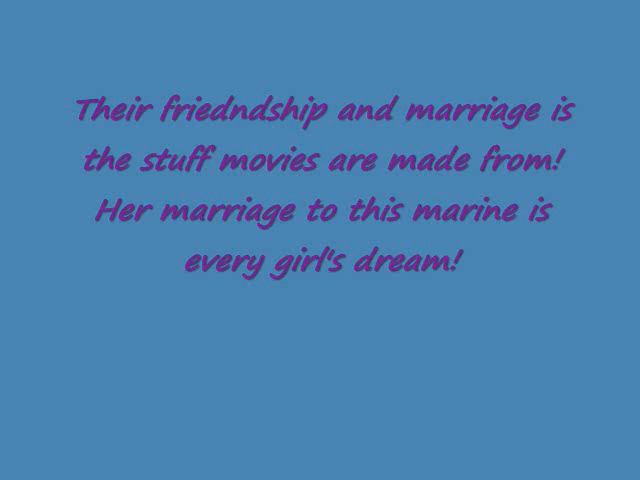 Their friedndship and marriage is
the stuff movies are made from!
Her marriage to this marine is
every girl's dream!